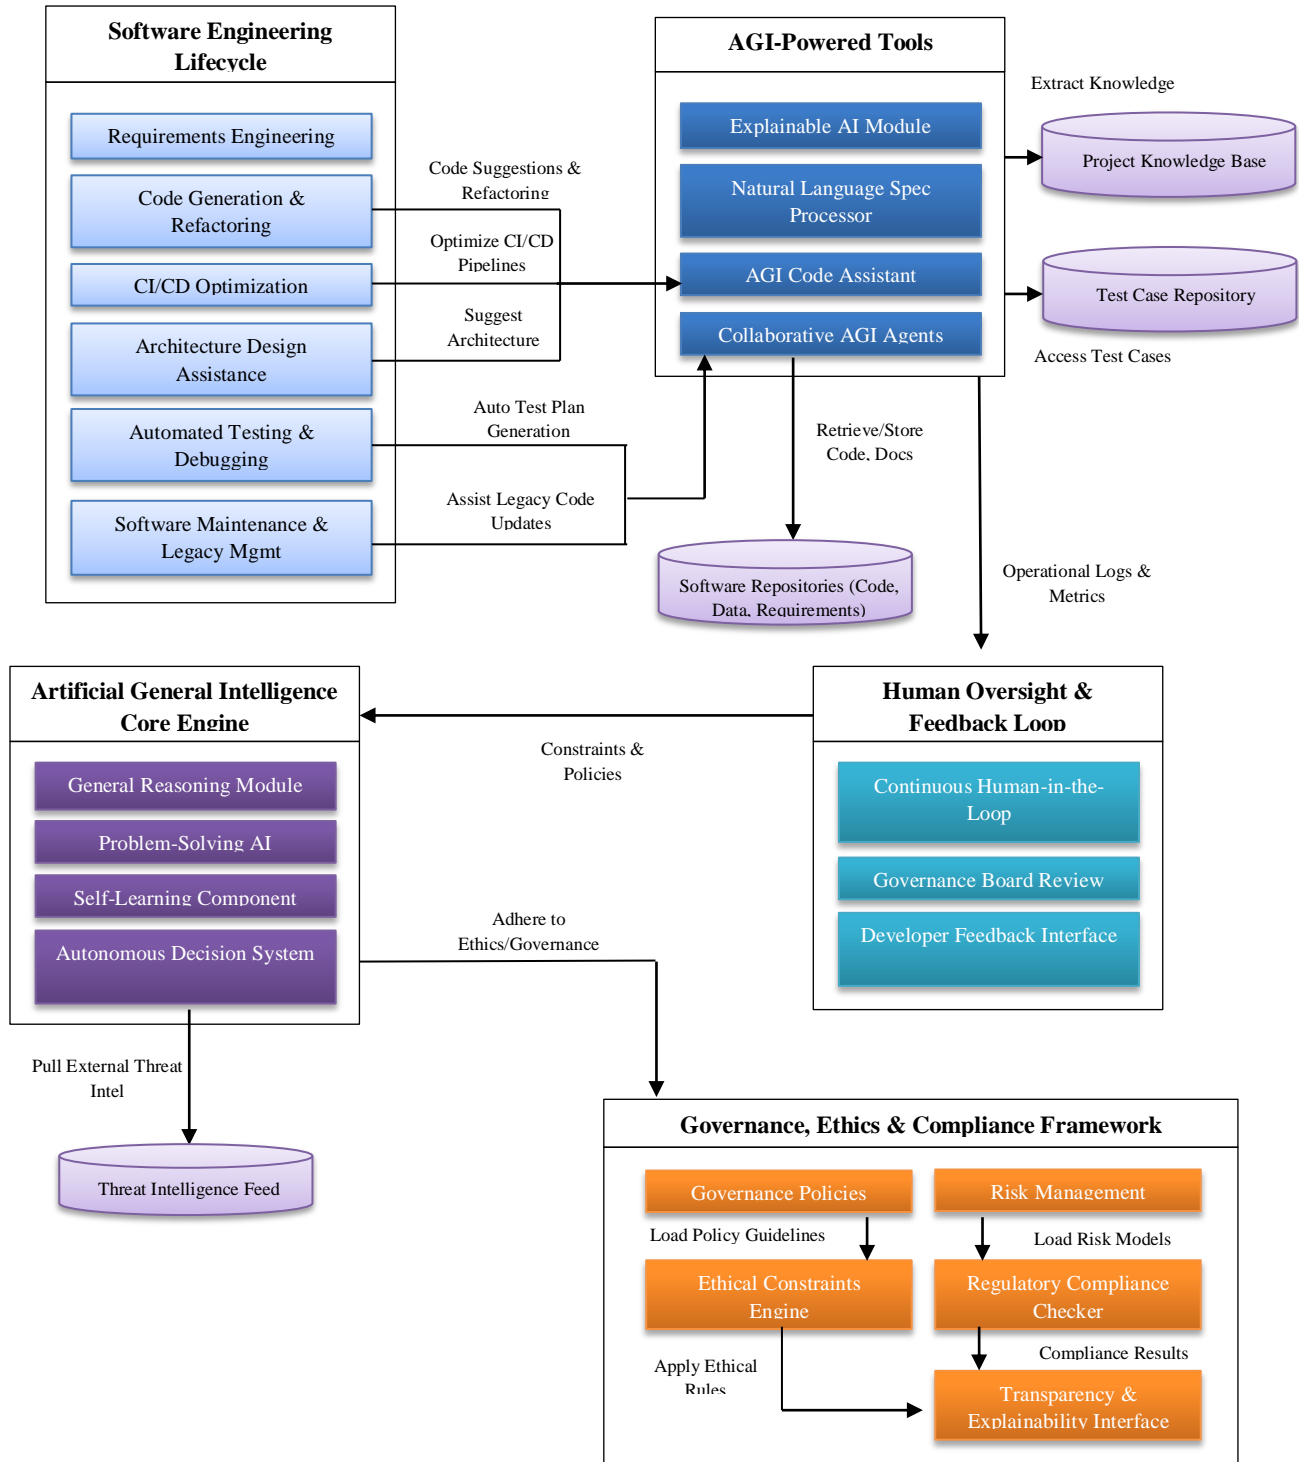 Software Engineering
Lifecycle
Requirements Engineering
Code Generation &
Refactoring
CI/CD Optimization
Architecture Design
Assistance
Automated Testing &
Debugging
Software Maintenance &
Legacy Mgmt
Code Suggestions &
Refactoring
Optimize CI/CD
Pipelines
Suggest
Architecture
Auto Test Plan
Generation
Assist Legacy Code
Updates
AGI-Powered Tools
Explainable AI Module
Natural Language Spec
Processor
AGI Code Assistant
Collaborative AGI Agents
Extract Knowledge
Project Knowledge Base
Test Case Repository
Access Test Cases
Retrieve/Store
Code, Docs
Software Repositories (Code,
Data, Requirements)
Operational Logs &
Metrics
Artificial General Intelligence
Core Engine
General Reasoning Module
Problem-Solving AI
Self-Learning Component
Autonomous Decision System
Constraints &
Policies
Human Oversight &
Feedback Loop
Continuous Human-in-the-
Loop
Governance Board Review
Developer Feedback Interface
Adhere to
Ethics/Governance
Pull External Threat
Intel
Threat Intelligence Feed
Governance, Ethics & Compliance Framework
Governance Policies
Risk Management
Load Policy Guidelines
Load Risk Models
Ethical Constraints
Engine
Regulatory Compliance
Checker
Apply Ethical
Rules
Compliance Results
Transparency &
Explainability Interface